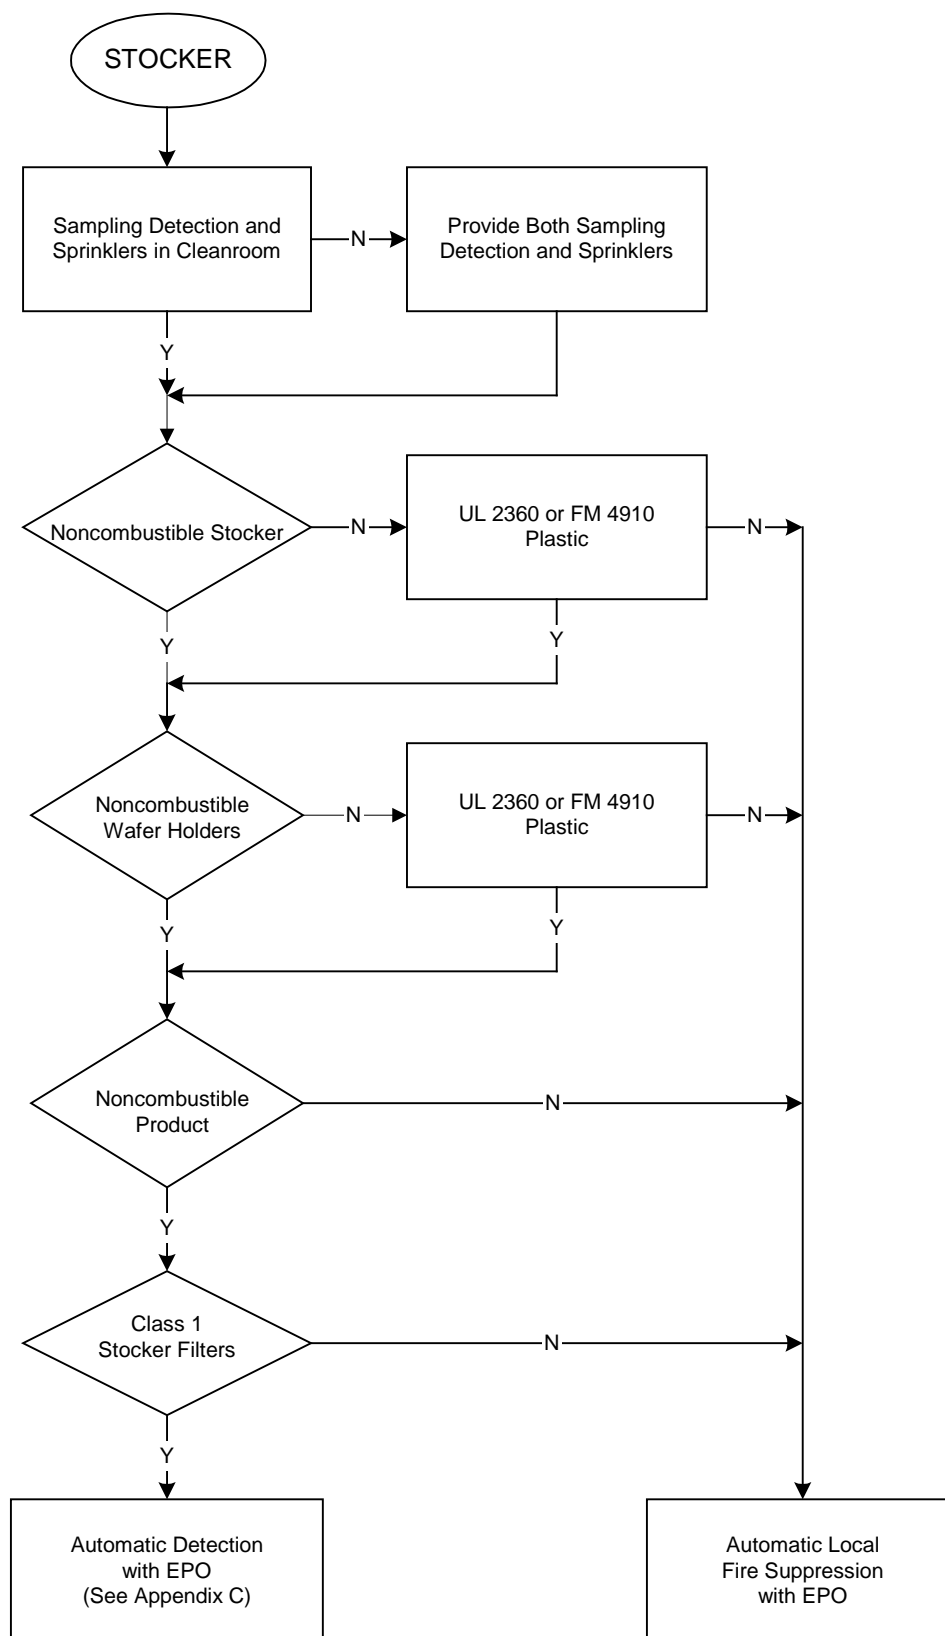 STOCKER
Sampling Detection and
Sprinklers in Cleanroom
N
Provide Both Sampling
Detection and Sprinklers
Y
Noncombustible Stocker
N
UL 2360 or FM 4910
Plastic
N
Y
Y
Noncombustible
Wafer Holders
N
UL 2360 or FM 4910
Plastic
N
Y
Y
Noncombustible
Product
N
Y
Class 1
Stocker Filters
N
Y
Automatic Detection
with EPO
(See Appendix C)
Automatic Local
Fire Suppression
with EPO